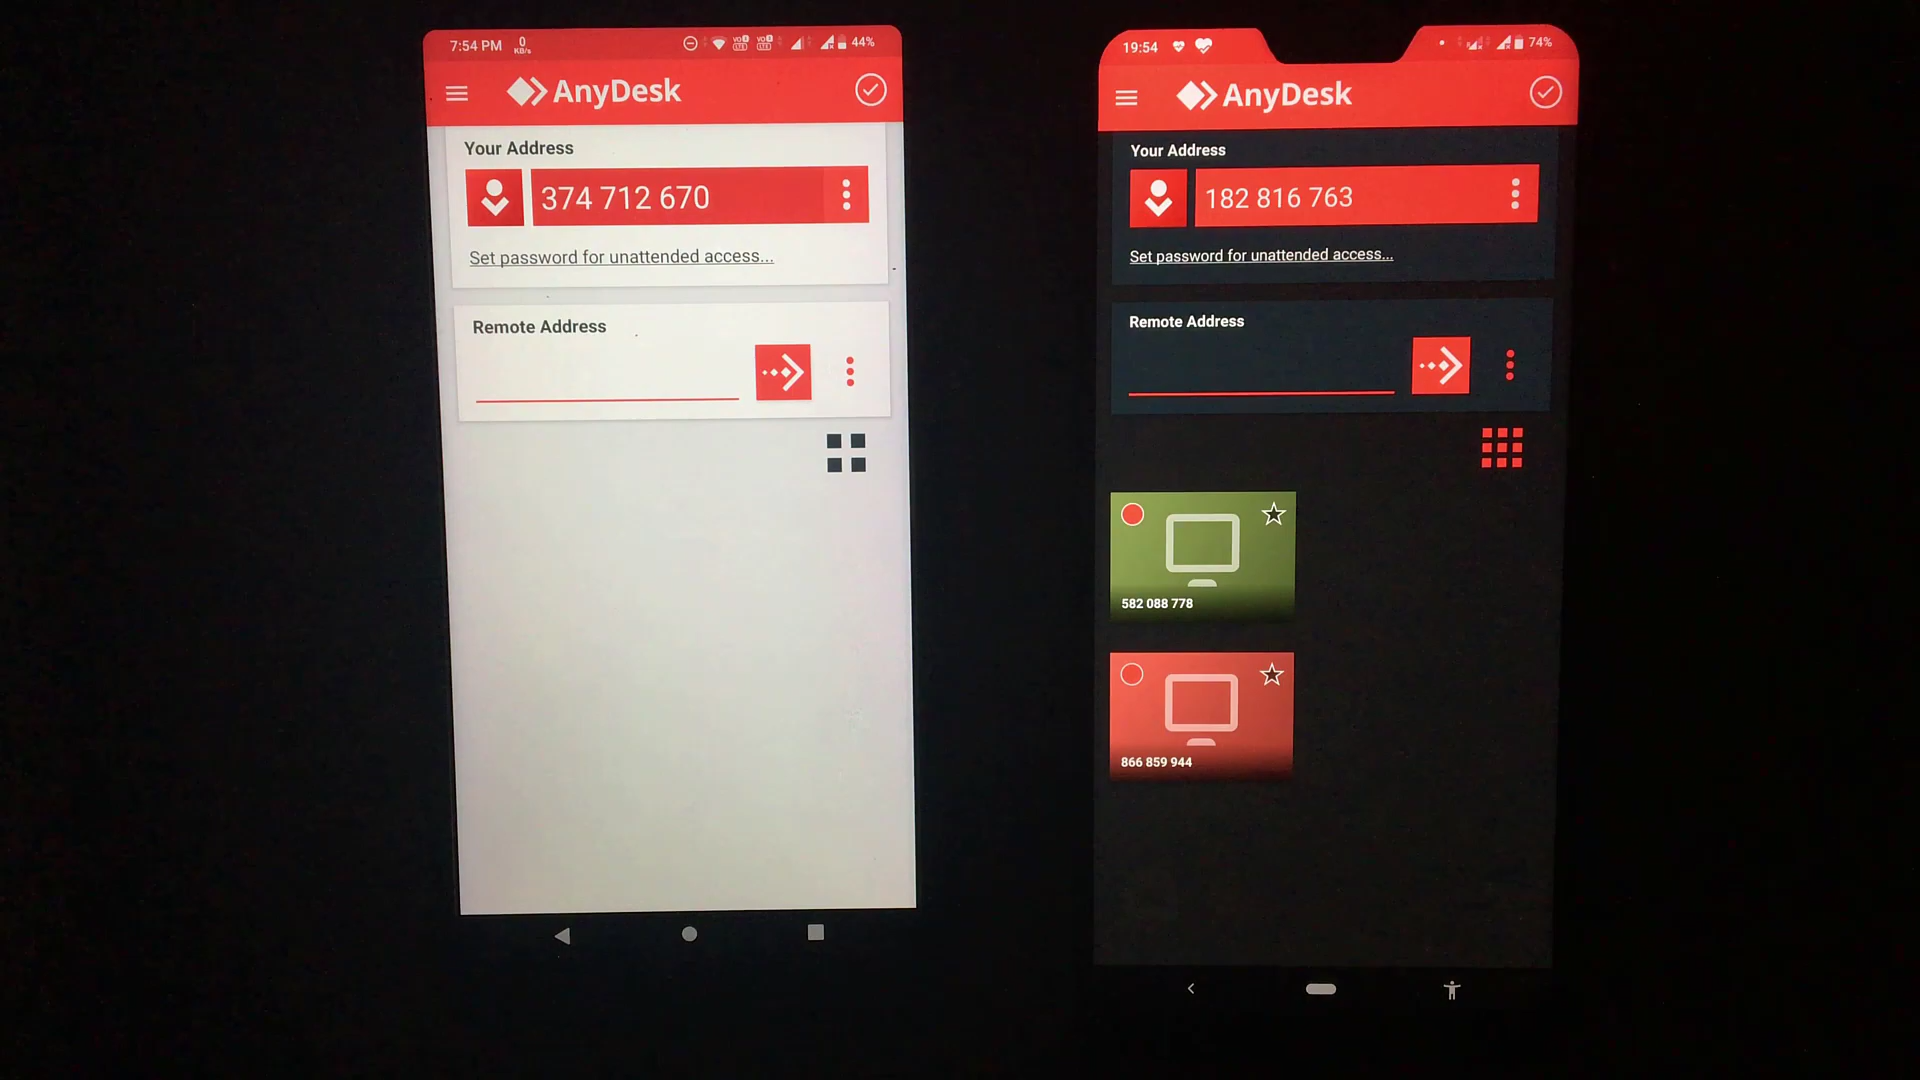 7:54 PM 0 KB/s 44%
AnyDesk
Your Address
374 712 670
Set password for unattended access...
Remote Address
19:54 74%
AnyDesk
Your Address
182 816 763
Set password for unattended access...
Remote Address
582 088 778
866 859 944